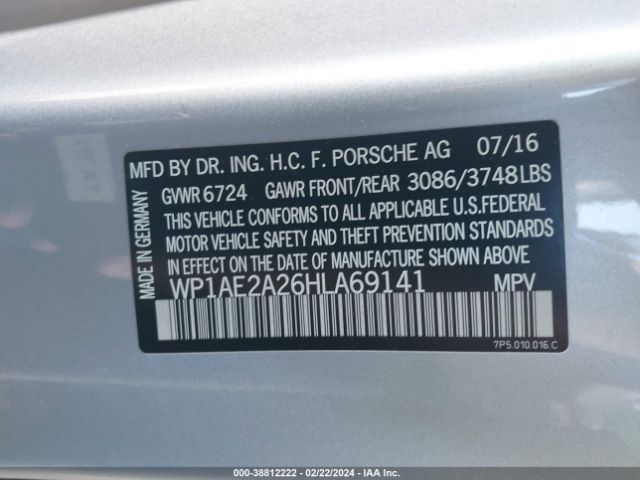 MFD BY DR. ING. H.C. F. PORSCHE AG 07/16
GVWR 6724 GAWR FRONT/REAR 3086/3748LBS
THIS VEHICLE CONFORMS TO ALL APPLICABLE U.S.FEDERAL
MOTOR VEHICLE SAFETY AND THEFT PREVENTION STANDARDS
IN EFFECT ON THE DATE OF MANUFACTURE SHOWN ABOVE.
WP1AE2A26HLA69141 MPV
MADE IN GERMANY
7P5.010.016.C
200-38812222 - 02/22/2024 - IAA Inc.